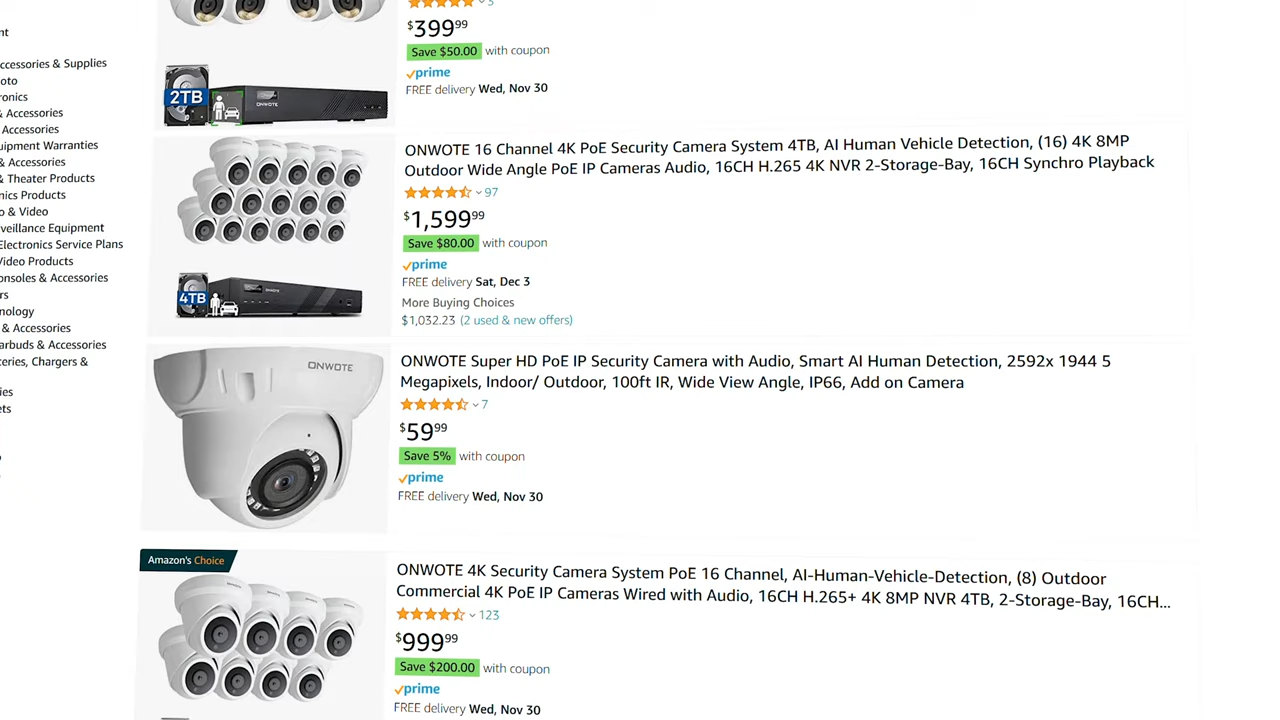 nt
ccessories & Supplies
oto
ronics
& Accessories
Accessories
uipment Warranties
& Accessories
& Theater Products
nics Products
o & Video
veillance Equipment
Electronics Service Plans
Video Products
onsoles & Accessories
rs
nology
& Accessories
arbuds & Accessories
teries, Chargers &
ies
ets
3
$399.99
Save $50.00 with coupon
prime
FREE delivery Wed, Nov 30
2TB
ONWOTE
ONWOTE 16 Channel 4K PoE Security Camera System 4TB, AI Human Vehicle Detection, (16) 4K 8MP
Outdoor Wide Angle PoE IP Cameras Audio, 16CH H.265 4K NVR 2-Storage-Bay, 16CH Synchro Playback
97
$1,599.99
Save $80.00 with coupon
prime
FREE delivery Sat, Dec 3
More Buying Choices
$1,032.23 (2 used & new offers)
4TB
ONWOTE
ONWOTE
ONWOTE Super HD PoE IP Security Camera with Audio, Smart AI Human Detection, 2592x 1944 5
Megapixels, Indoor/ Outdoor, 100ft IR, Wide View Angle, IP66, Add on Camera
7
$59.99
Save 5% with coupon
prime
FREE delivery Wed, Nov 30
Amazon's Choice
ONWOTE 4K Security Camera System PoE 16 Channel, AI-Human-Vehicle-Detection, (8) Outdoor
Commercial 4K PoE IP Cameras Wired with Audio, 16CH H.265+ 4K 8MP NVR 4TB, 2-Storage-Bay, 16CH...
123
$999.99
Save $200.00 with coupon
prime
FREE delivery Wed, Nov 30